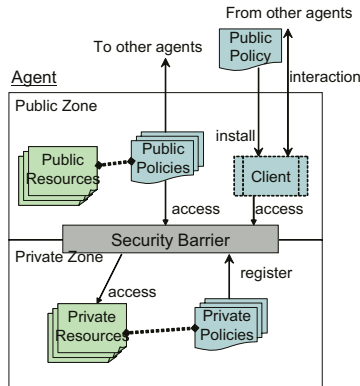 From other agents
To other agents
Public
Policy
interaction
Agent
Public Zone
install
Public
Resources
Public
Policies
Client
access
access
Security Barrier
Private Zone
register
access
Private
Resources
Private
Policies